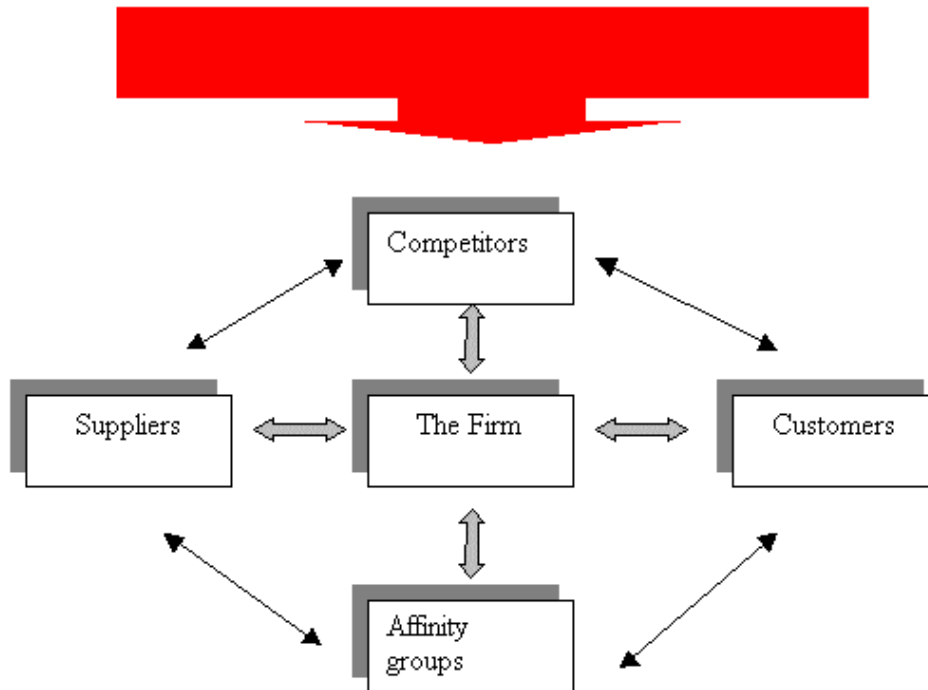 Competitors
Suppliers
The Firm
Customers
Affinity
groups